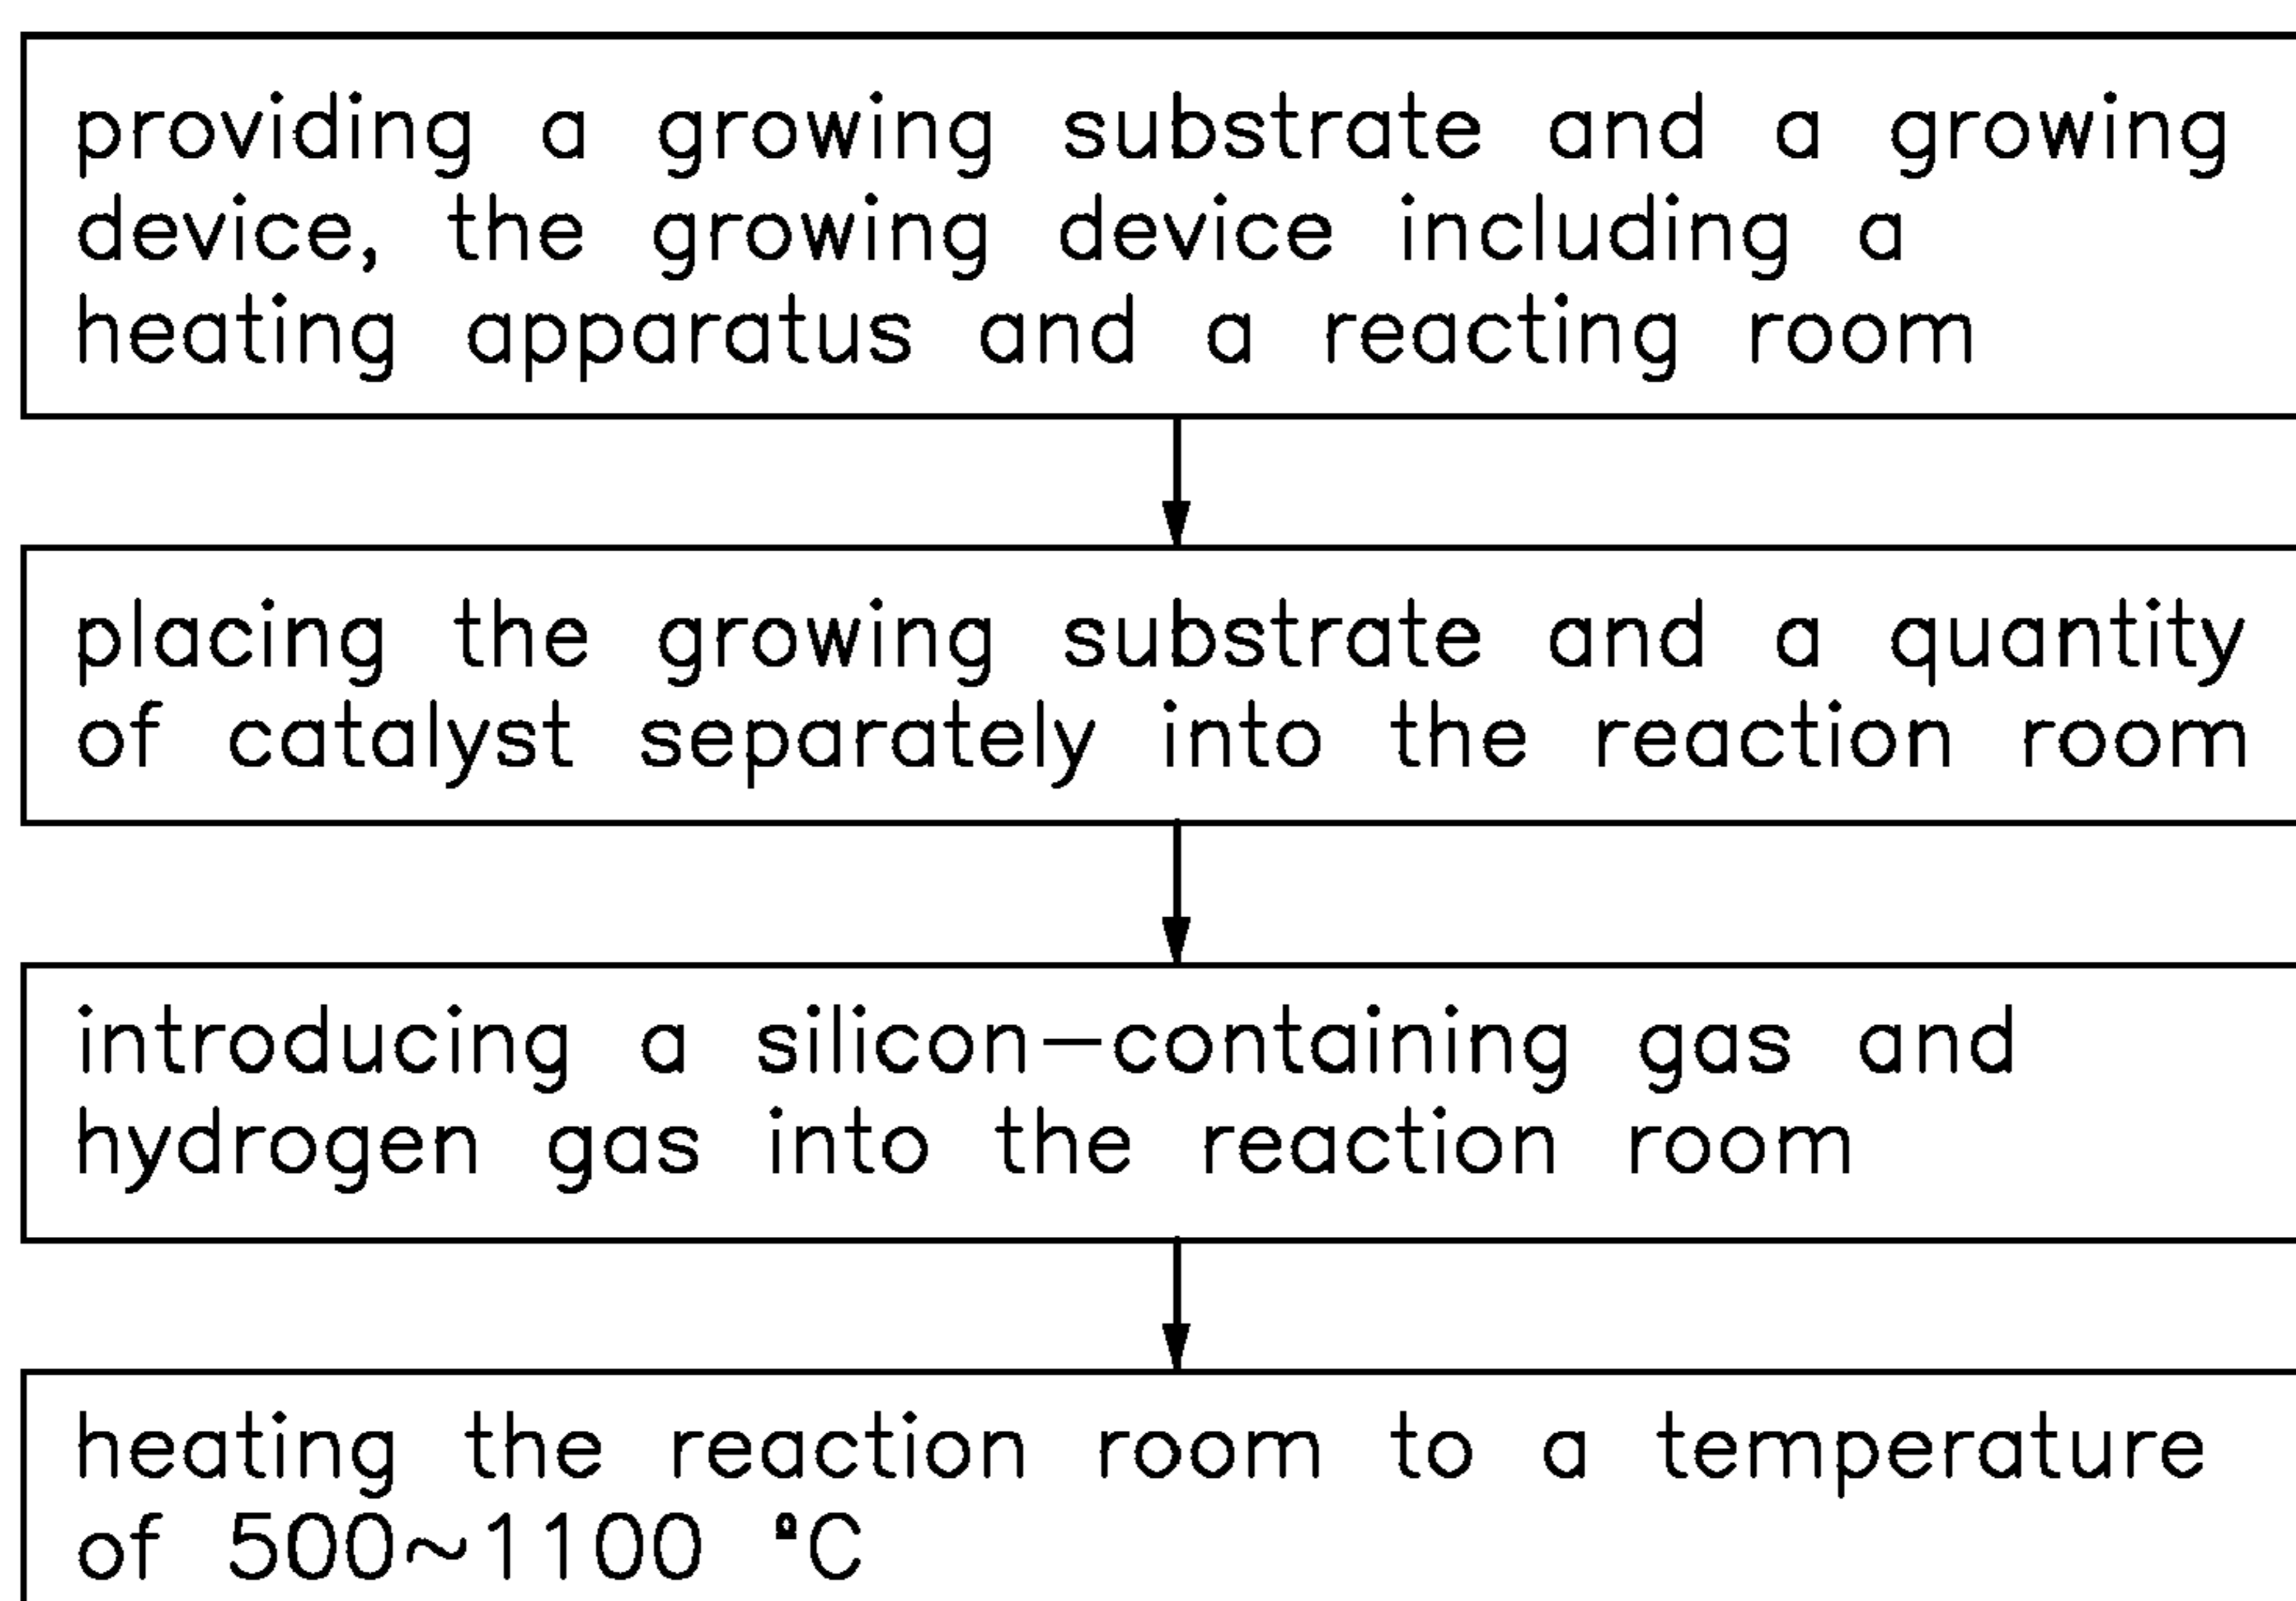 providing a growing substrate and a growing
device, the growing device including a
heating apparatus and a reacting room
placing the growing substrate and a quantity
of catalyst separately into the reaction room
introducing a silicon-containing gas and
hydrogen gas into the reaction room
heating the reaction room to a temperature
of 500~1100 °C